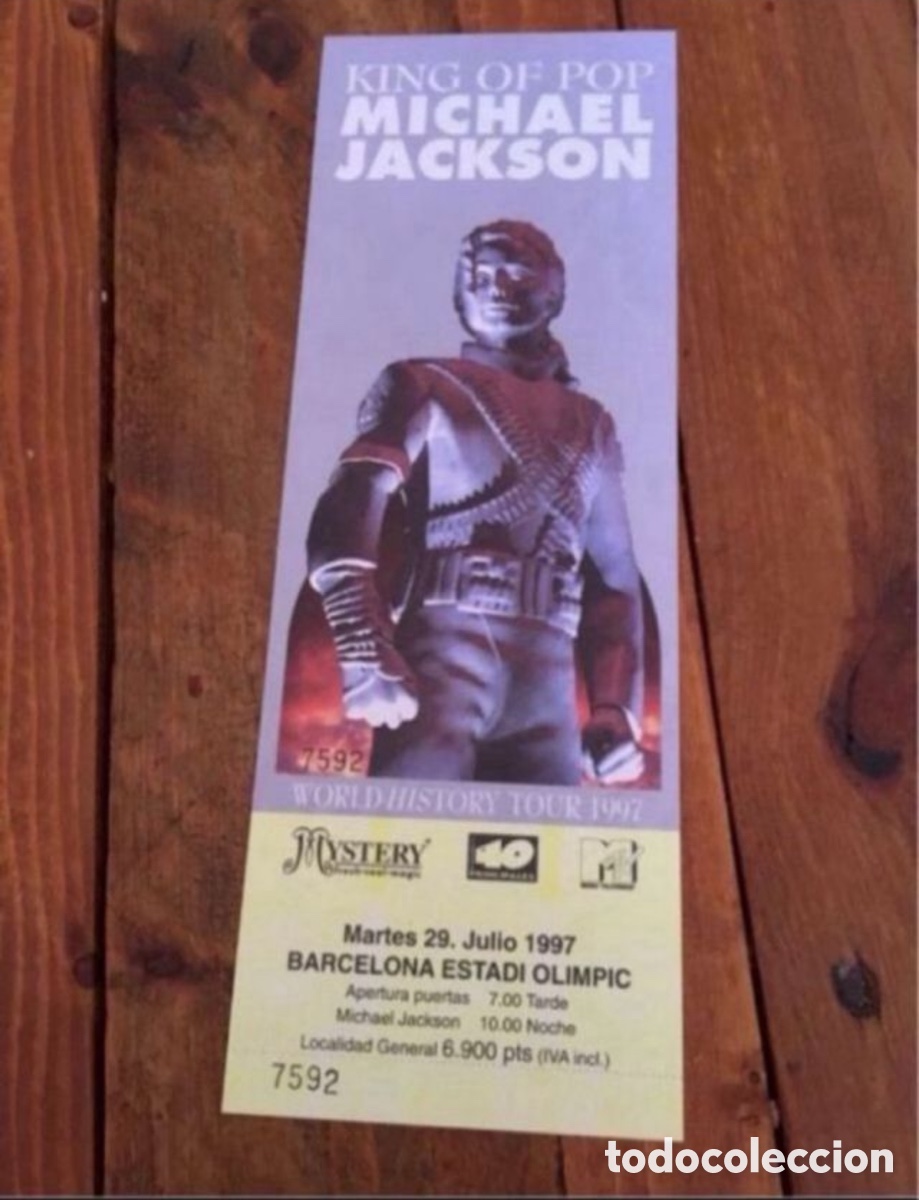 KING OF POP
MICHAEL
JACKSON
7592
WORLD-HISTORY TOUR 1997
MYSTERY
40
PRINCIPALES
MTV
Martes 29. Julio 1997
BARCELONA ESTADI OLIMPIC
Apertura puertas 7.00 Tarde
Michael Jackson 10.00 Noche
Localidad General 6.900 pts (IVA incl.)
7592
todocoleccion